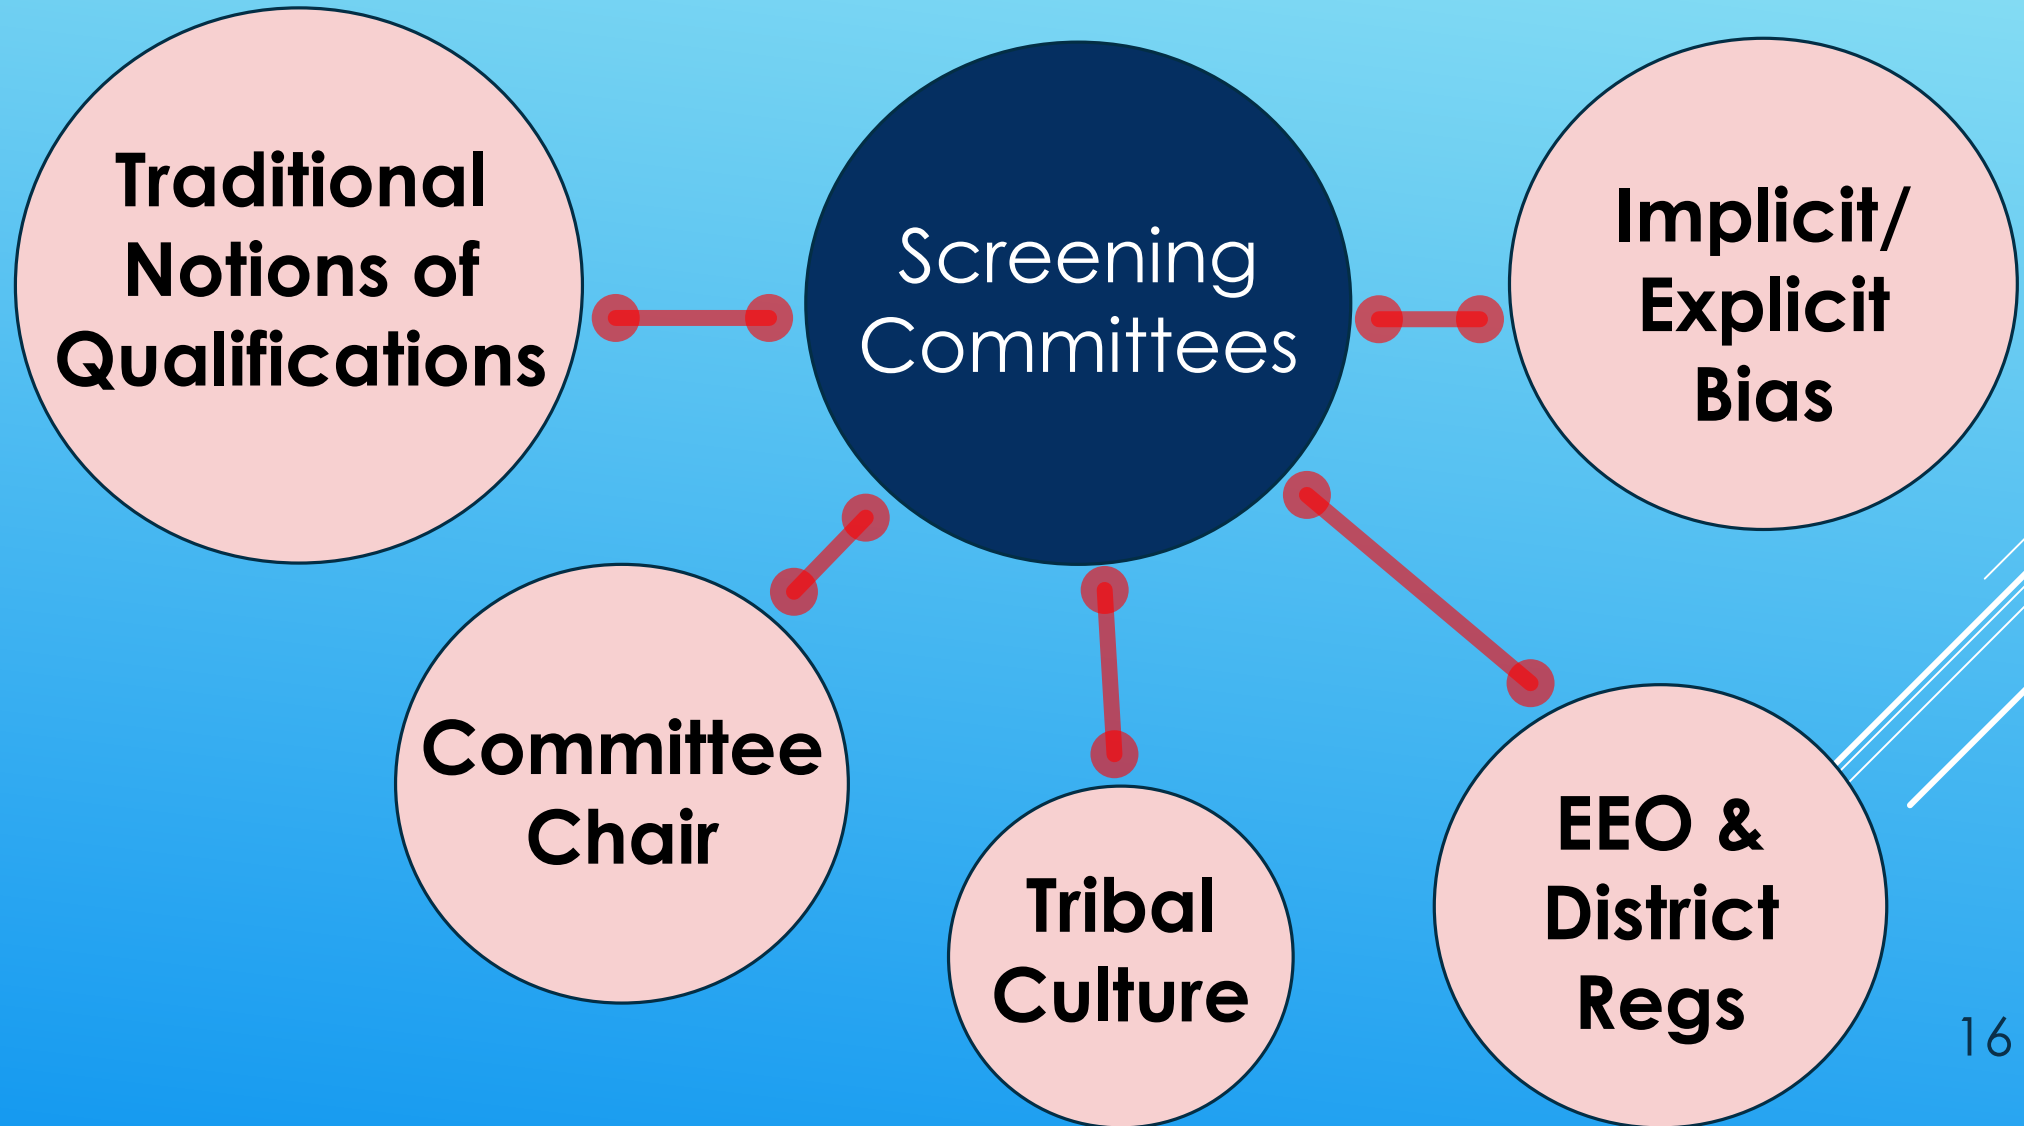 Traditional
Notions of
Qualifications
Screening
Committees
Implicit/
Explicit
Bias
Committee
Chair
Tribal
Culture
EEO &
District
Regs
16